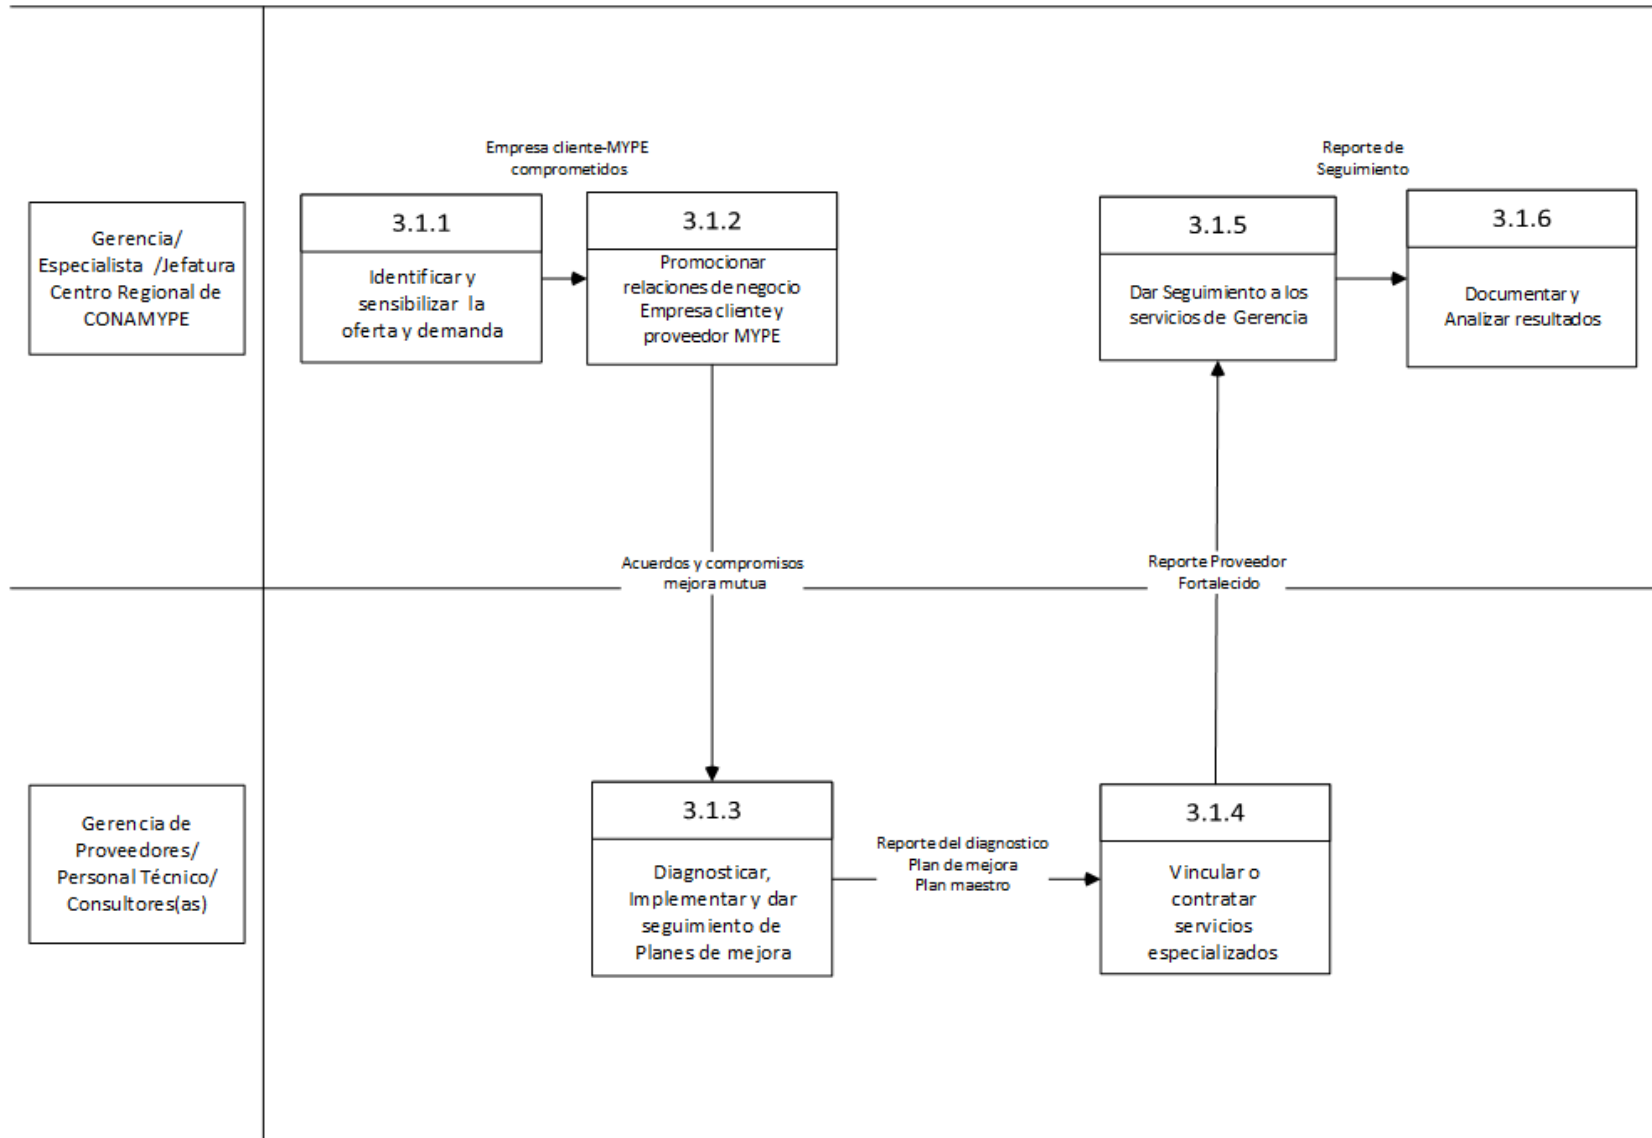 Empresa cliente-MYPE
comprometidos
Reporte de
Seguimiento
Gerencia/
Especialista /Jefatura
Centro Regional de
CONAMYPE
3.1.1
Identificar y
sensibilizar la
oferta y demanda
3.1.2
Promocionar
relaciones de negocio
Empresa cliente y
proveedor MYPE
3.1.5
Dar Seguimiento a los
servicios de Gerencia
3.1.6
Documentar y
Analizar resultados
Acuerdos y compromisos
mejora mutua
Reporte Proveedor
Fortalecido
Gerencia de
Proveedores/
Personal Técnico/
Consultores(as)
3.1.3
Diagnosticar,
Implementar y dar
seguimiento de
Planes de mejora
Reporte del diagnostico
Plan de mejora
Plan maestro
3.1.4
Vincular o
contratar
servicios
especializados